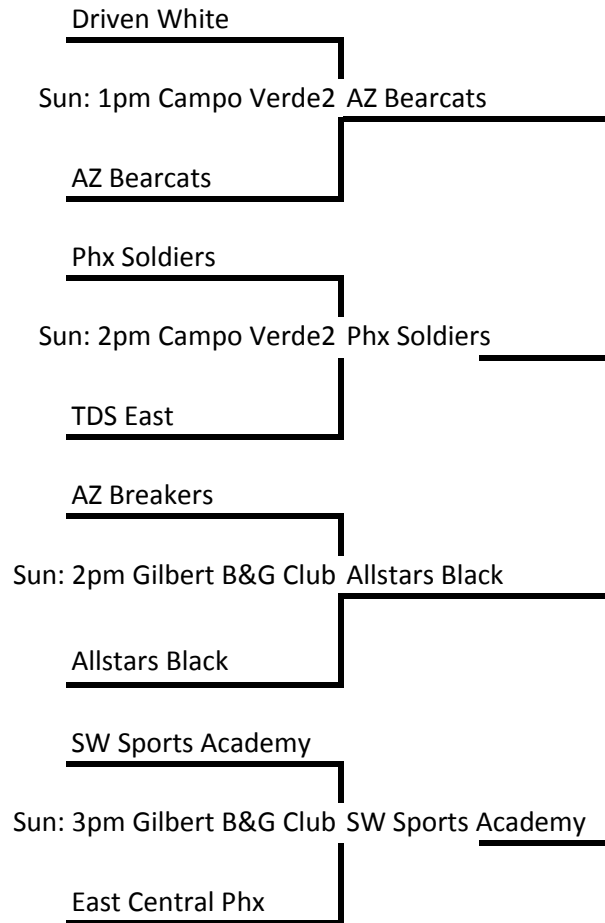 Driven White
Sun: 1pm Campo Verde2 AZ Bearcats
AZ Bearcats
Phx Soldiers
Sun: 2pm Campo Verde2 Phx Soldiers
TDS East
AZ Breakers
Sun: 2pm Gilbert B&G Club Allstars Black
Allstars Black
SW Sports Academy
Sun: 3pm Gilbert B&G Club SW Sports Academy
East Central Phx